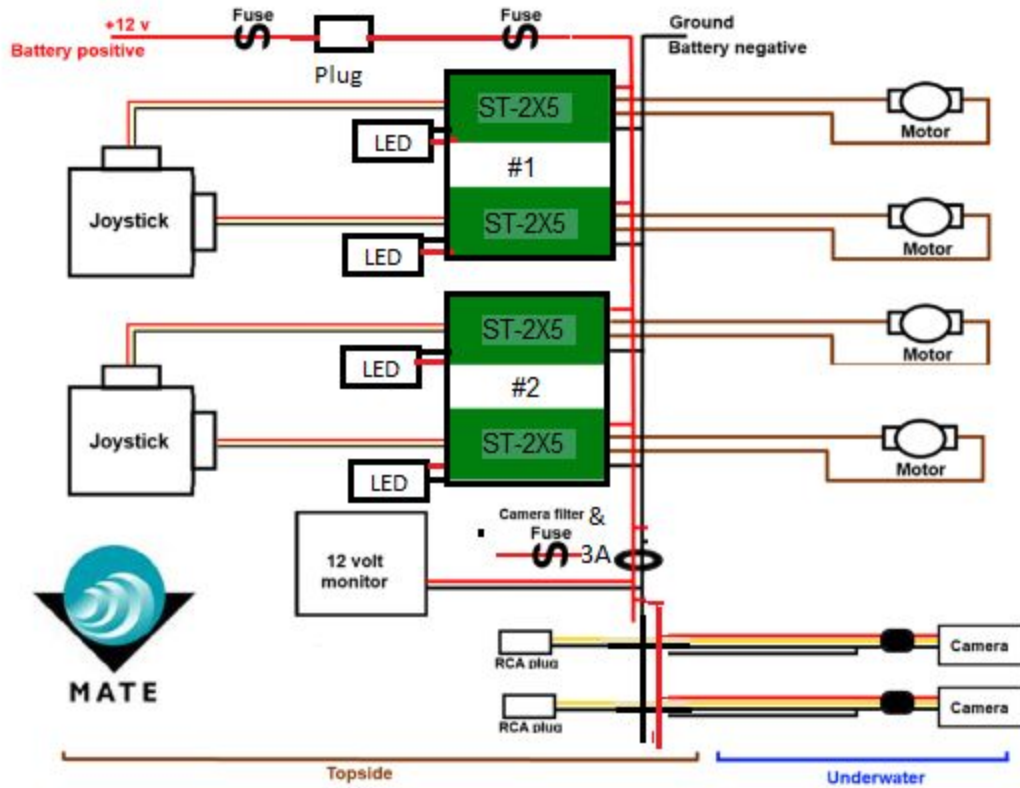 +12 v
Battery positive
Fuse
Plug
Fuse
Ground
Battery negative
ST-2X5
LED
#1
ST-2X5
LED
Joystick
Motor
Motor
ST-2X5
LED
#2
ST-2X5
LED
Joystick
Motor
Motor
Camera filter &
Fuse
3A
12 volt
monitor
MATE
RCA plug
Camera
RCA plug
Camera
Topside
Underwater